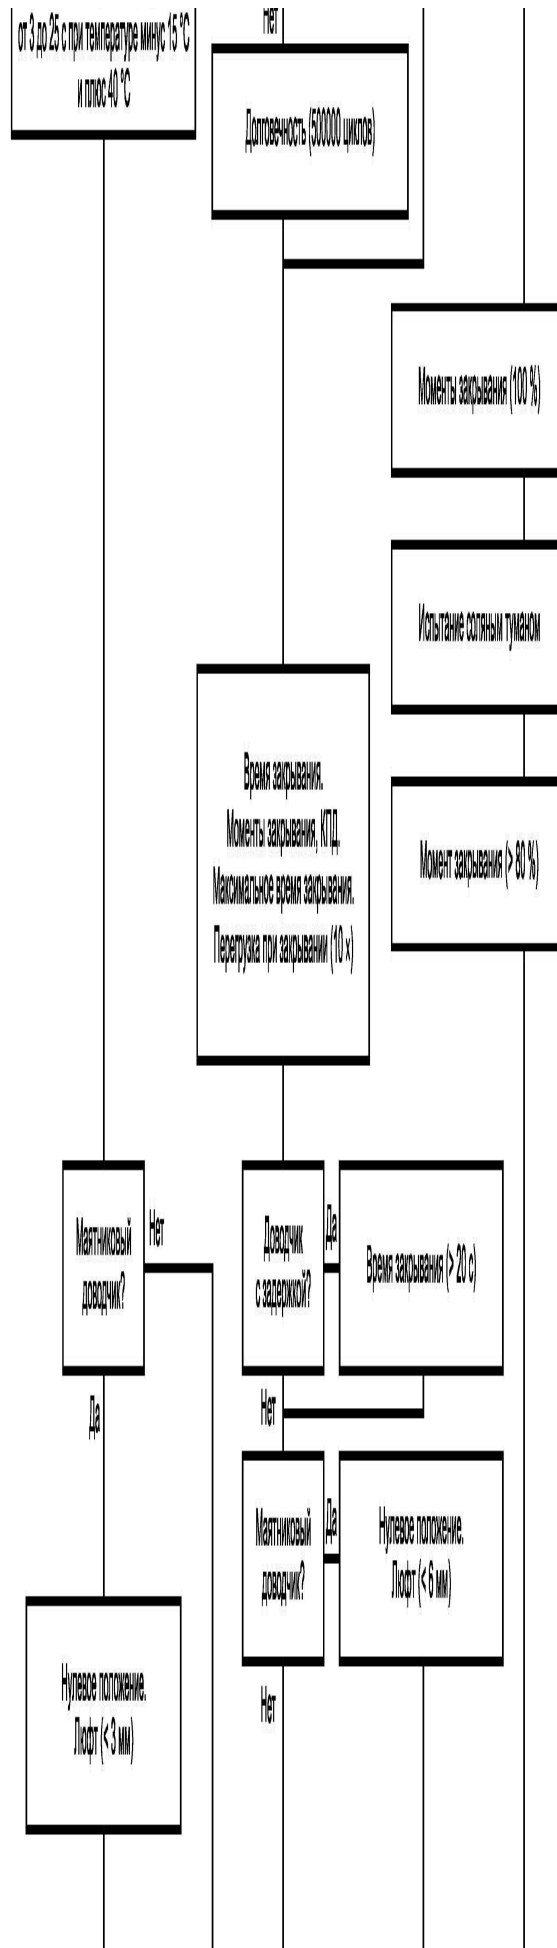 от 3 до 25 с при температуре минус 15 °С
и плюс 40 °С
Нет
Долговечность (500000 циклов)
Моменты закрывания (100 %)
Испытание соляным туманом
Время закрывания.
Моменты закрывания, КПД.
Максимальное время закрывания.
Перегрузка при закрывании (10 ×)
Момент закрывания (> 80 %)
Маятниковый
доводчик?
Нет
Да
Доводчик
с задержкой?
Да
Время закрывания (> 20 с)
Нет
Маятниковый
доводчик?
Да
Нулевое положение.
Люфт (< 6 мм)
Нет
Нулевое положение.
Люфт (< 3 мм)